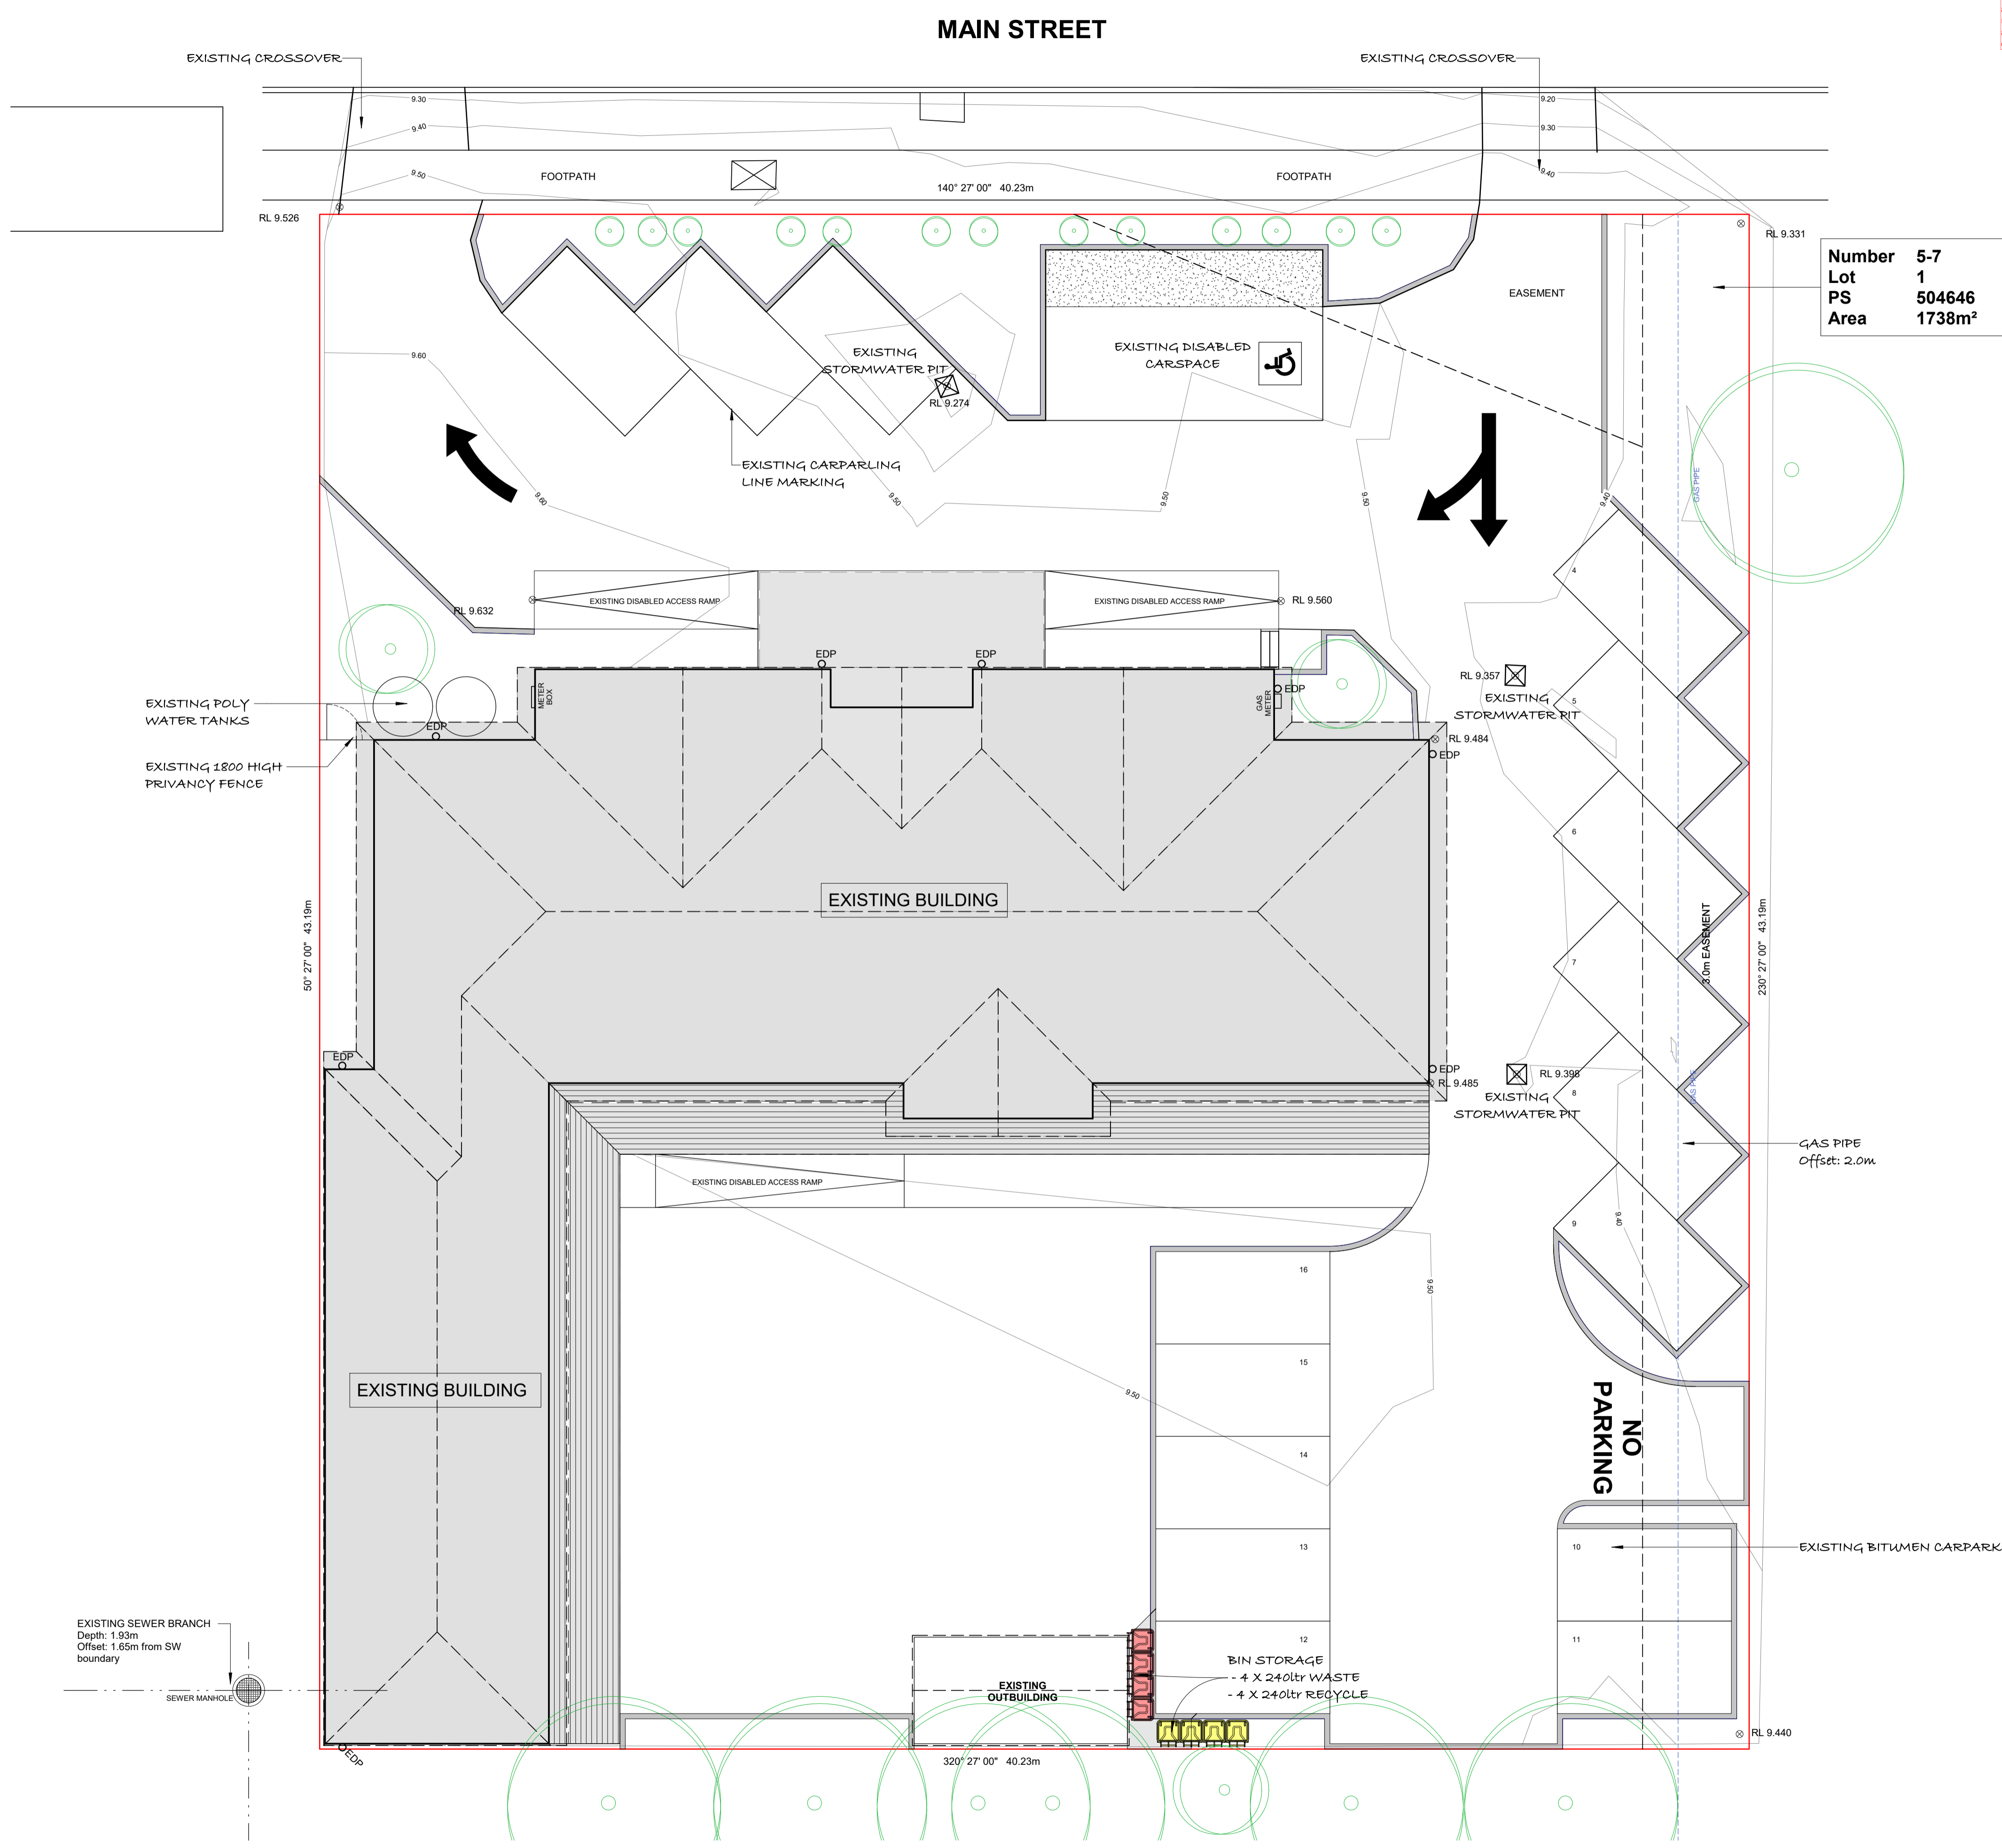 MAIN STREET
EXISTING CROSSOVER
EXISTING CROSSOVER
9.30
9.20
9.40
9.30
9.50
FOOTPATH
140° 27' 00" 40.23m
FOOTPATH
9.40
RL 9.526
RL 9.331
Number 5-7
Lot 1
PS 504646
Area 1738m²
EASEMENT
9.60
EXISTING
STORMWATER PIT
RL 9.274
EXISTING DISABLED
CARSPACE
EXISTING CARPARLING
LINE MARKING
9.60
9.50
9.50
9.50
9.40
GAS PIPE
4
RL 9.632
EXISTING DISABLED ACCESS RAMP
EXISTING DISABLED ACCESS RAMP
RL 9.560
EDP
EDP
METER
BOX
GAS
METER
EDP
RL 9.357
EXISTING
STORMWATER PIT
5
EXISTING POLY
WATER TANKS
EDP
RL 9.484
EDP
EXISTING 1800 HIGH
PRIVANCY FENCE
6
EXISTING BUILDING
50° 27' 00" 43.19m
3.0m EASEMENT
230° 27' 00" 43.19m
7
EDP
EDP
RL 9.485
RL 9.398
EXISTING
STORMWATER PIT
8
GAS PIPE
GAS PIPE
Offset: 2.0m
EXISTING DISABLED ACCESS RAMP
9
9.40
16
9.50
15
EXISTING BUILDING
9.50
NO
PARKING
14
13
10
EXISTING BITUMEN CARPARK
EXISTING SEWER BRANCH
Depth: 1.93m
Offset: 1.65m from SW
boundary
SEWER MANHOLE
12
11
EXISTING
OUTBUILDING
BIN STORAGE
- 4 X 240ltr WASTE
- 4 X 240ltr RECYCLE
RL 9.440
EDP
320° 27' 00" 40.23m